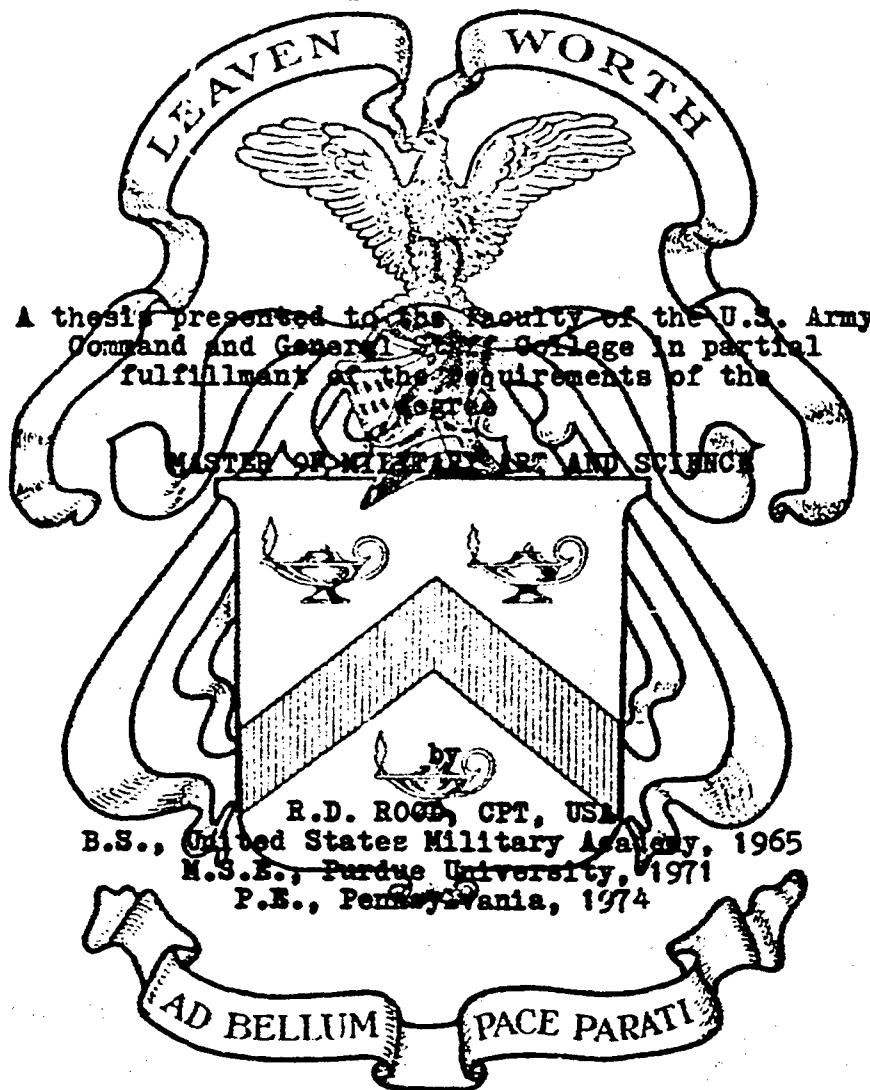 LEAVEN WORTH
A thesis presented to the Faculty of the U.S. Army
Command and General Staff College in partial
fulfillment of the requirements of the
degree
MASTER OF MILITARY ART AND SCIENCE
by
R.D. ROOD, CPT, USA
B.S., United States Military Academy, 1965
M.S.E., Purdue University, 1971
P.E., Pennsylvania, 1974
AD BELLUM PACE PARATI